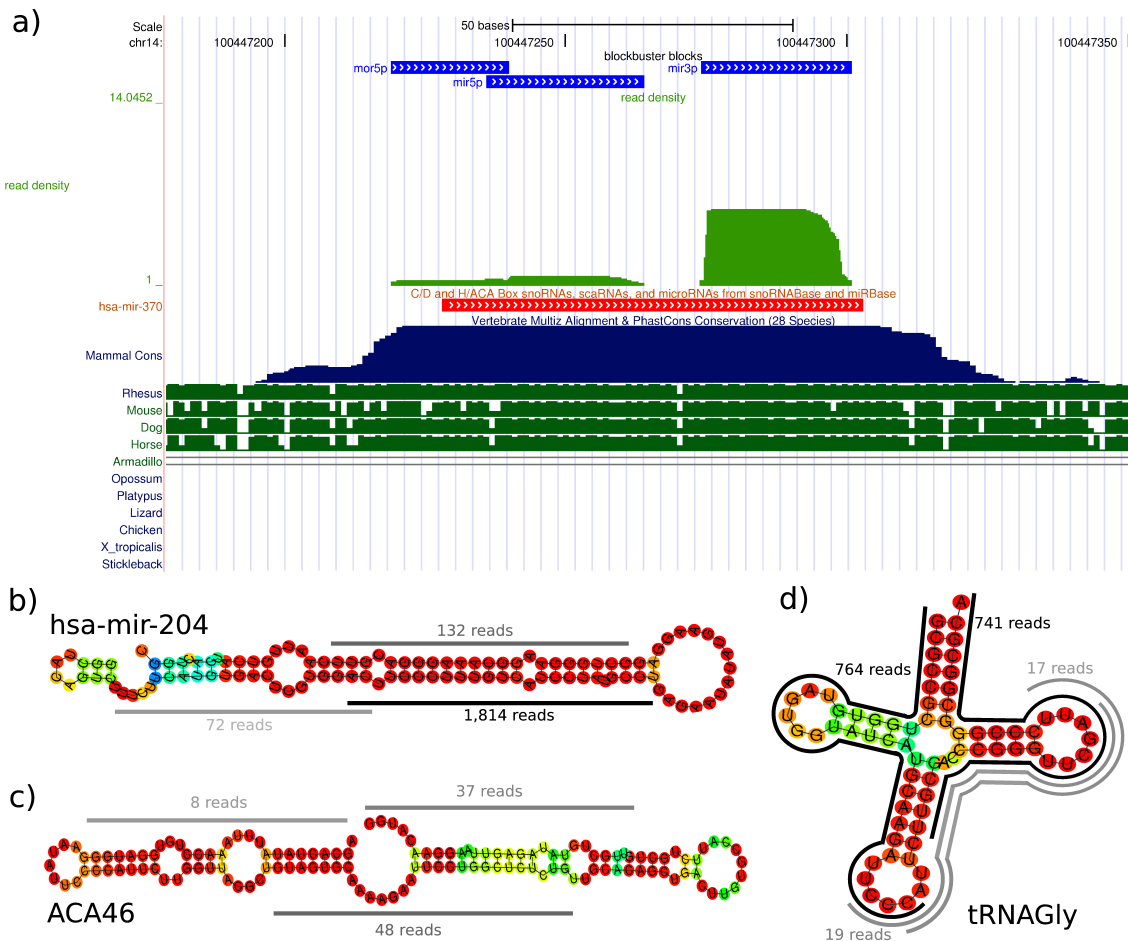 a)
Scale
50 bases
chr14:
100447200
100447250
100447300
100447350
blockbuster blocks
mor5p
mir3p
mir5p
14.0452 _
read density
read density
1 _
C/D and H/ACA Box snoRNAs, scaRNAs, and microRNAs from snoRNABase and miRBase
hsa-mir-370
Vertebrate Multiz Alignment & PhastCons Conservation (28 Species)
Mammal Cons
Rhesus
Mouse
Dog
Horse
Armadillo
Opossum
Platypus
Lizard
Chicken
X_tropicalis
Stickleback
b)
hsa-mir-204
132 reads
72 reads
1,814 reads
c)
8 reads
37 reads
ACA46
48 reads
d)
741 reads
764 reads
17 reads
19 reads
tRNAGly